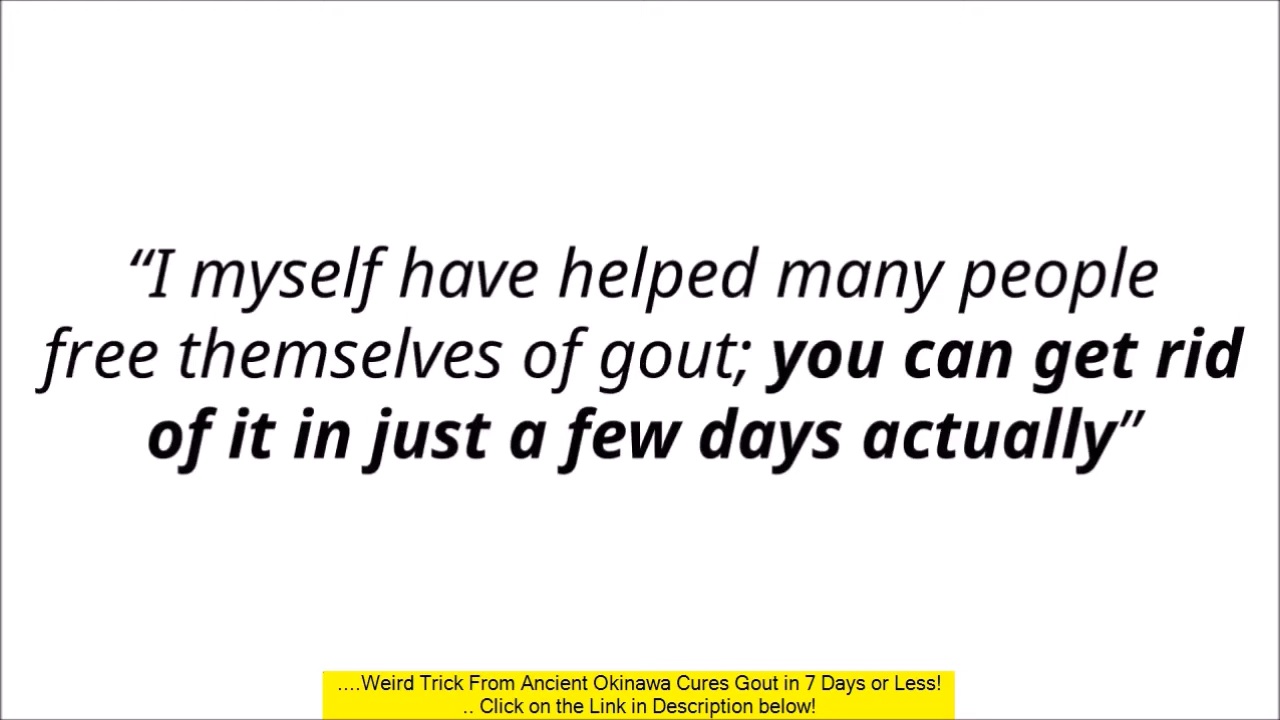 “I myself have helped many people
free themselves of gout; you can get rid
of it in just a few days actually”
....Weird Trick From Ancient Okinawa Cures Gout in 7 Days or Less!
.. Click on the Link in Description below!